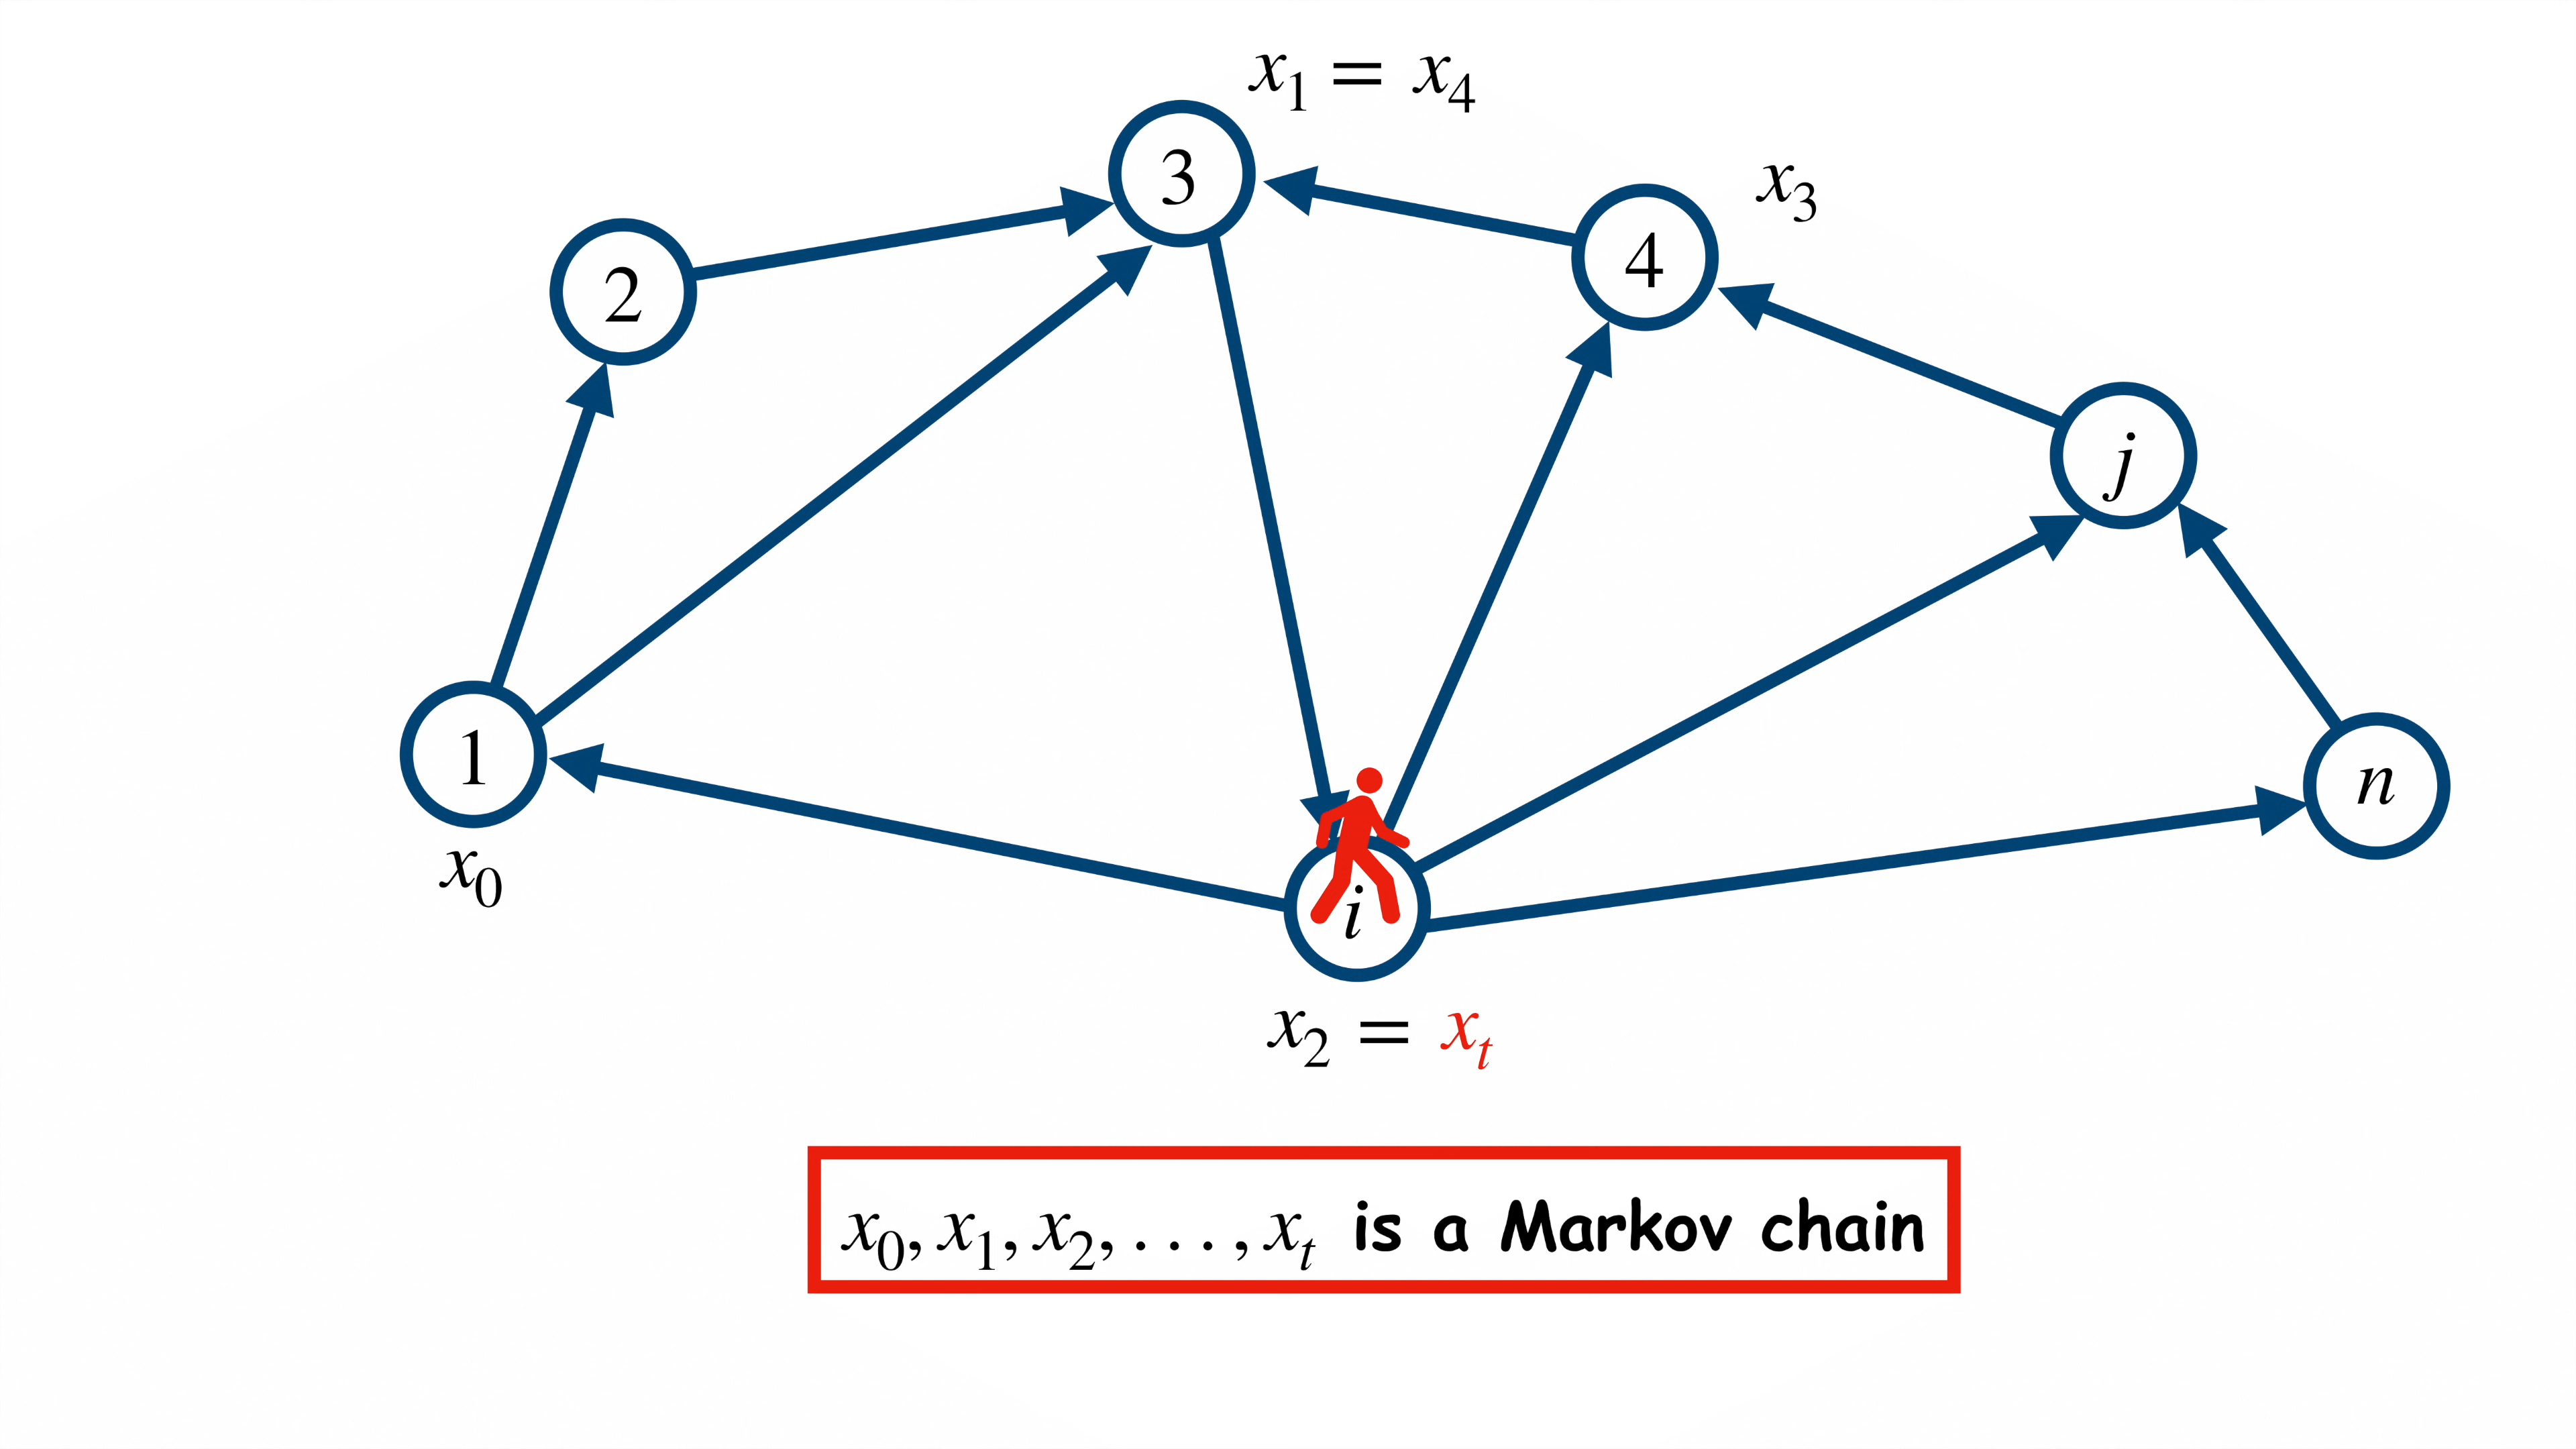 x₁ = x₄
3
x₃
2
4
j
1
n
x₀
i
x₂ = xₜ
x₀, x₁, x₂, . . . , xₜ is a Markov chain